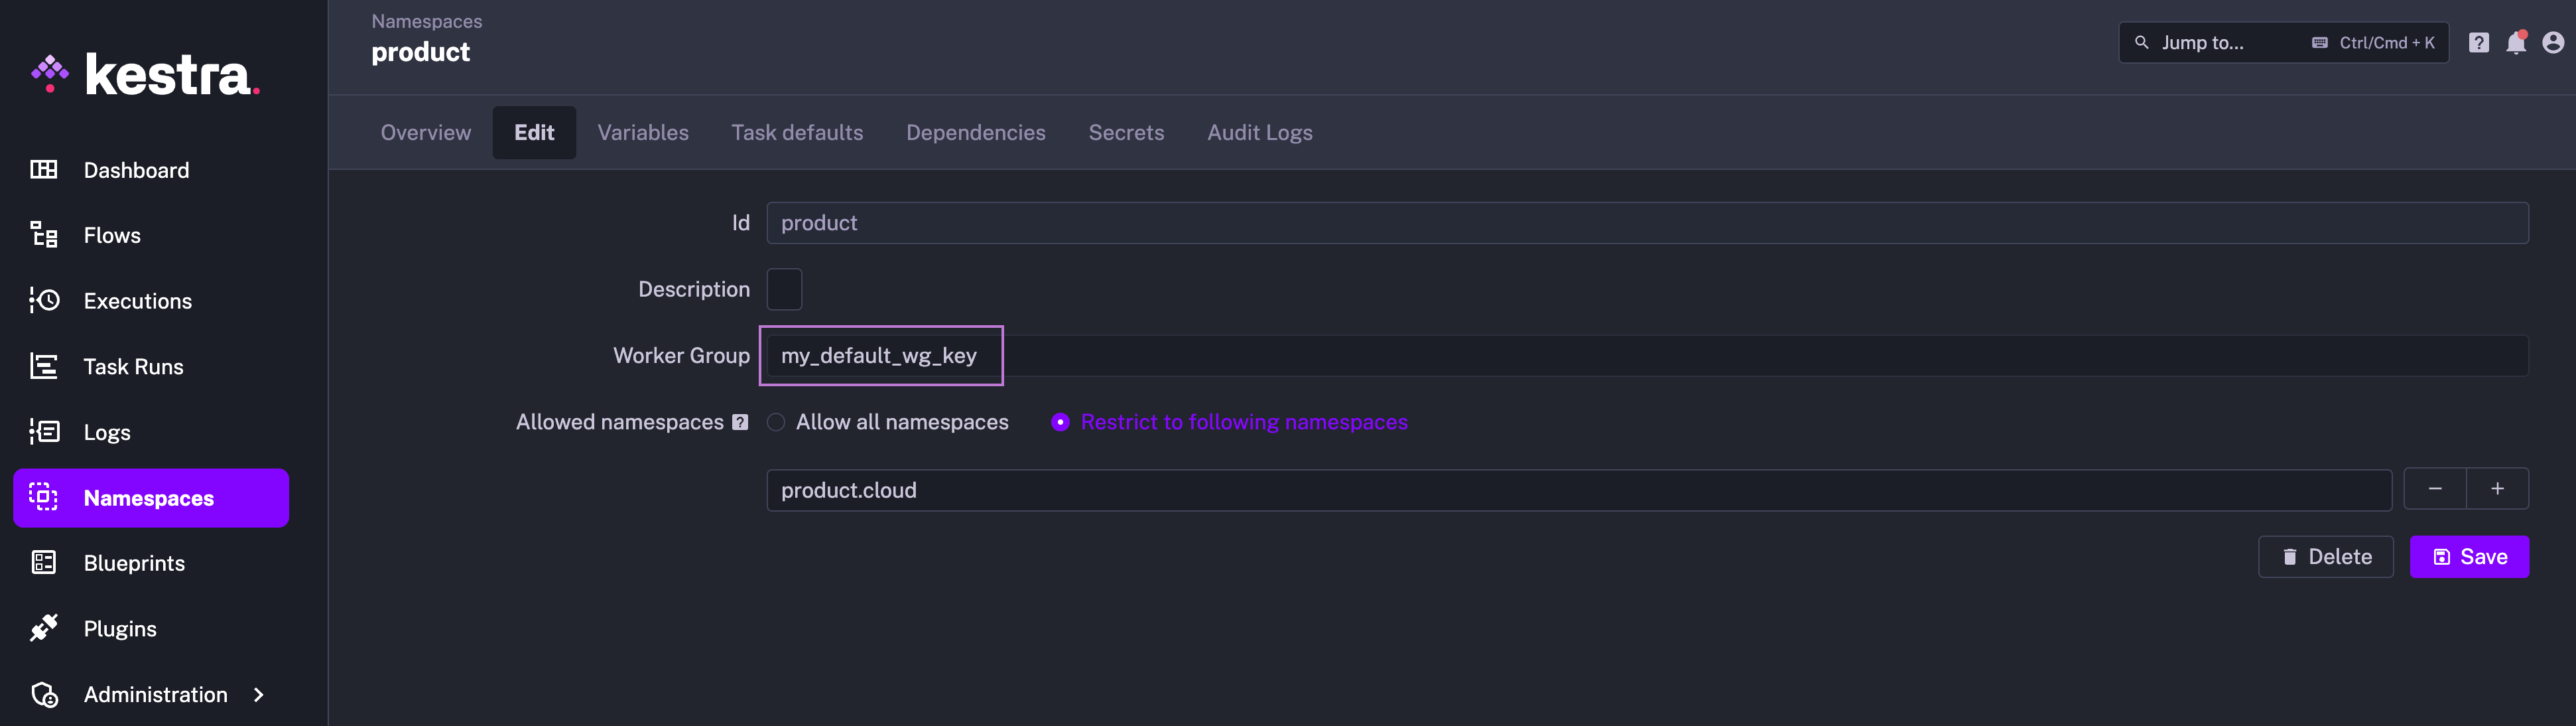 kestra.
Dashboard
Flows
Executions
Task Runs
Logs
Namespaces
Blueprints
Plugins
Administration
Namespaces
product
Jump to... Ctrl/Cmd + K
Overview Edit Variables Task defaults Dependencies Secrets Audit Logs
Id product
Description
Worker Group my_default_wg_key
Allowed namespaces ? Allow all namespaces Restrict to following namespaces
product.cloud
Delete Save